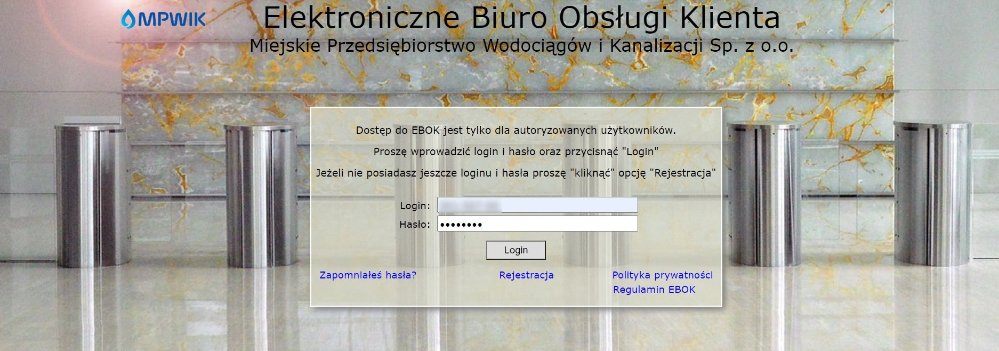 MPWIK
Elektroniczne Biuro Obsługi Klienta
Miejskie Przedsiębiorstwo Wodociągów i Kanalizacji Sp. z o.o.
Dostęp do EBOK jest tylko dla autoryzowanych użytkowników.
Proszę wprowadzić login i hasło oraz przycisnąć "Login"
Jeżeli nie posiadasz jeszcze loginu i hasła proszę "kliknąć" opcję "Rejestracja"
Login:
Hasło: ••••••••
Login
Zapomniałeś hasła? Rejestracja Polityka prywatności
Regulamin EBOK